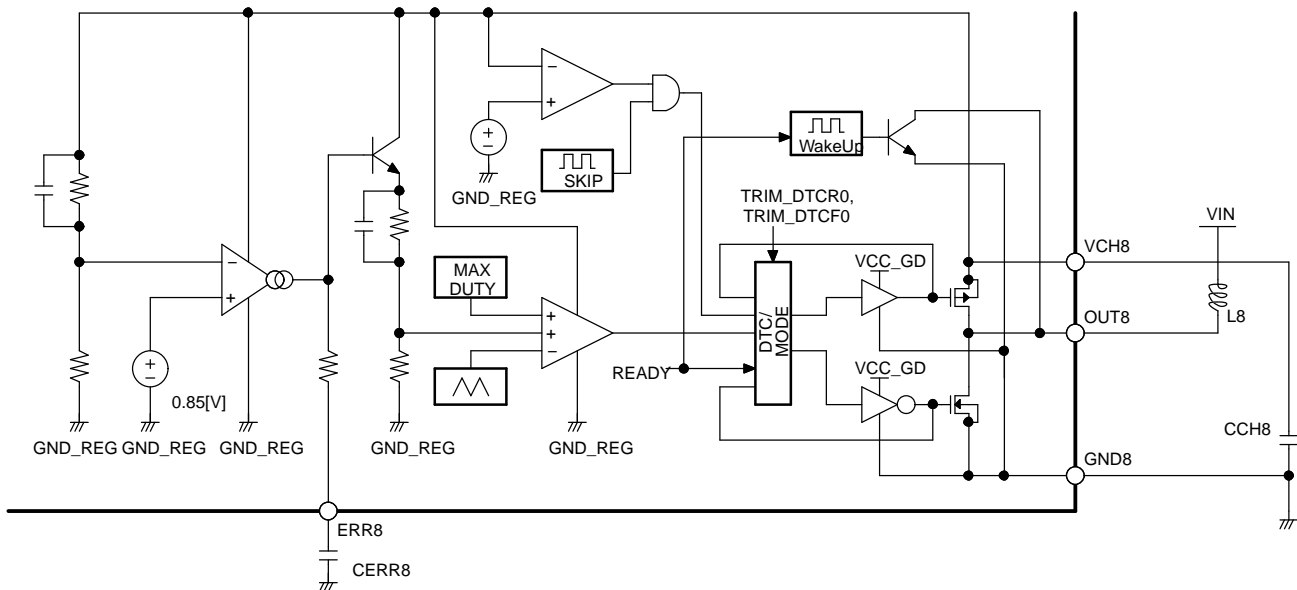 WakeUp
GND_REG
SKIP
TRIM_DTCR0,
TRIM_DTCF0
VIN
VCH8
MAX
DUTY
VCC_GD
L8
OUT8
DTC/
MODE
READY
VCC_GD
0.85[V]
GND_REG
GND_REG
GND_REG
GND_REG
GND_REG
CCH8
GND8
ERR8
CERR8